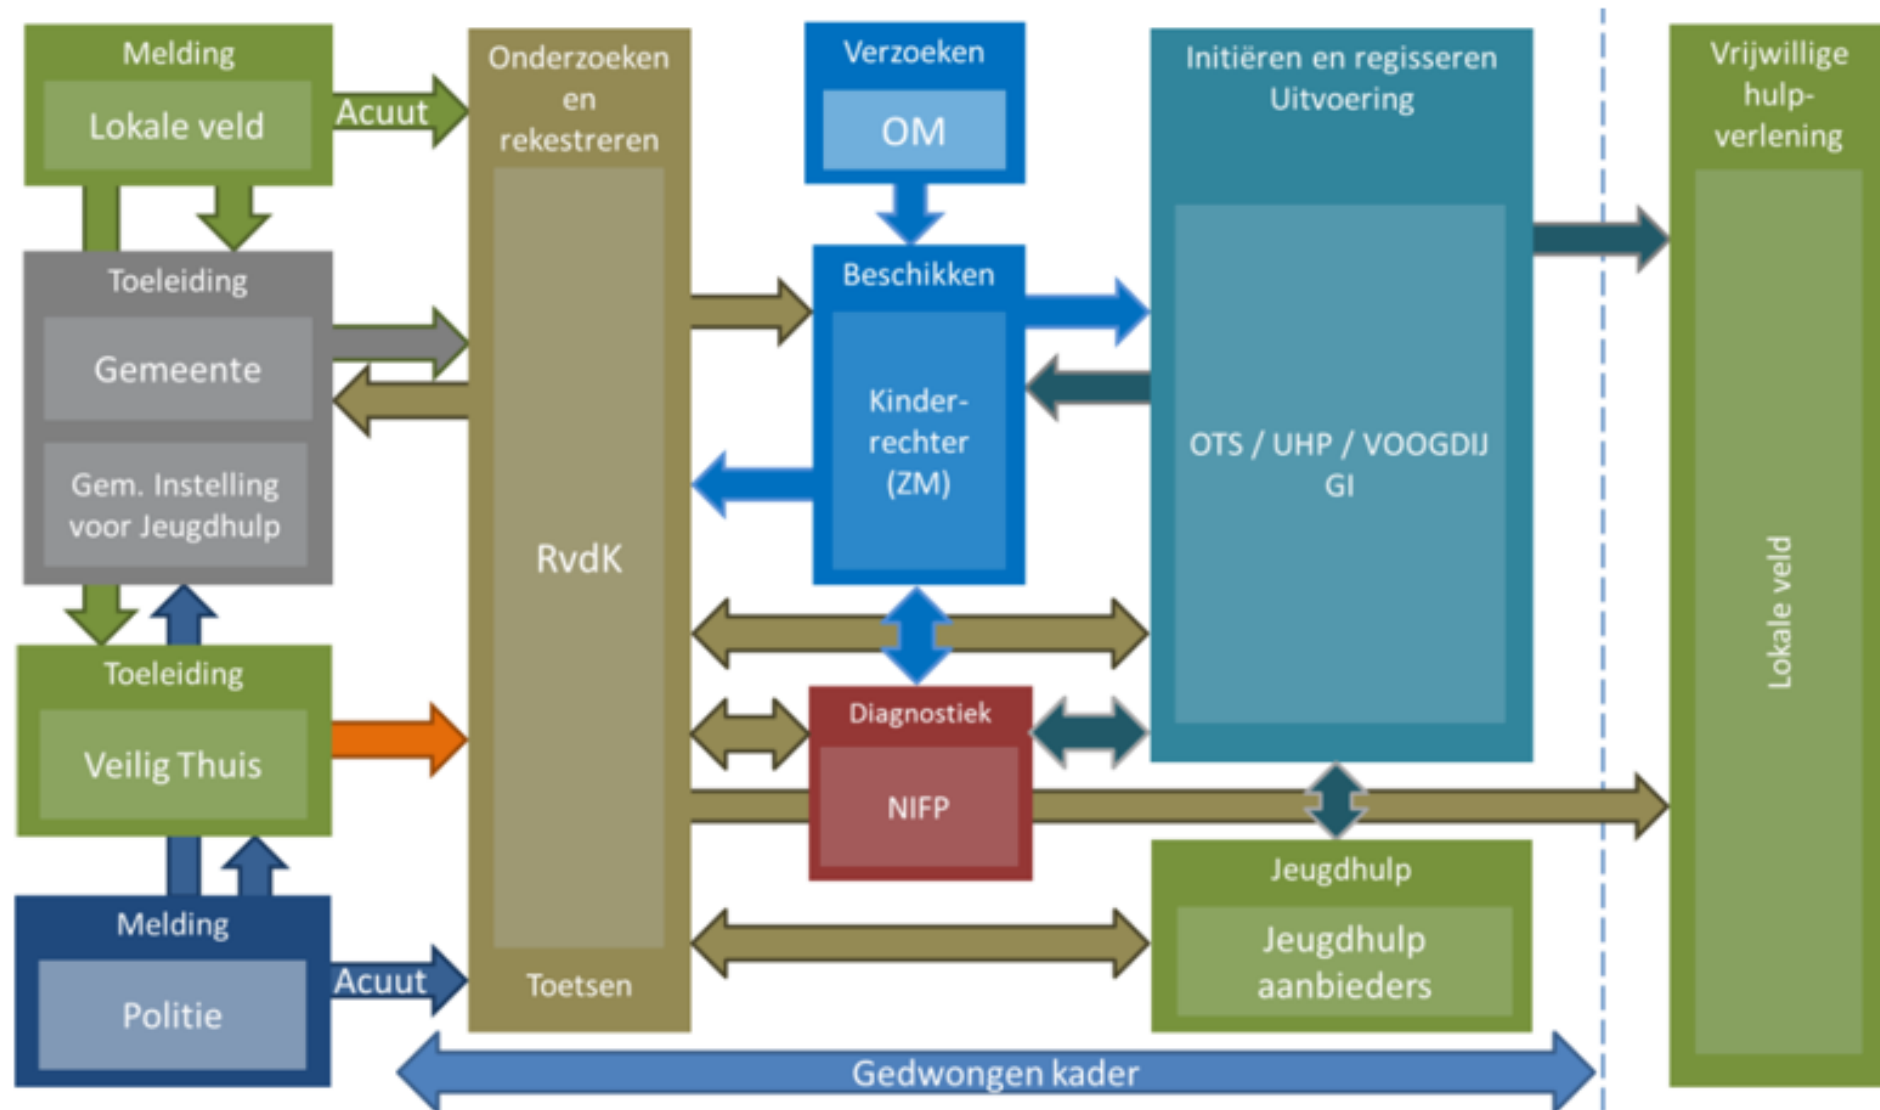 Melding
Lokale veld
Acuut
Toeleiding
Gemeente
Gem. Instelling
voor Jeugdhulp
Toeleiding
Veilig Thuis
Melding
Politie
Acuut
Onderzoeken
en
rekestreren
RvdK
Toetsen
Verzoeken
OM
Beschikken
Kinder-
rechter
(ZM)
Diagnostiek
NIFP
Initiëren en regisseren
Uitvoering
OTS / UHP / VOOGDIJ
GI
Jeugdhulp
Jeugdhulp
aanbieders
Gedwongen kader
Vrijwillige
hulp-
verlening
Lokale veld